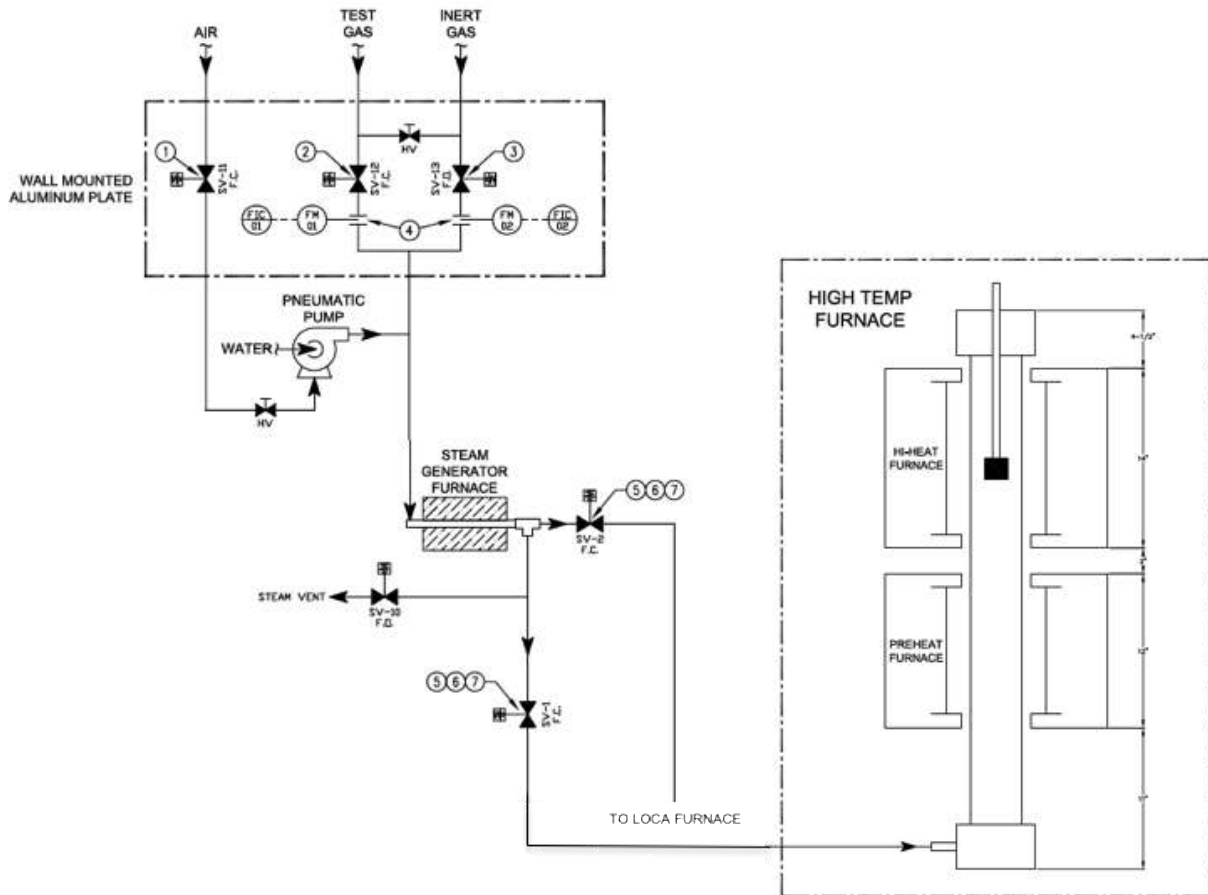 AIR
TEST
GAS
INERT
GAS
WALL MOUNTED
ALUMINUM PLATE
1
SV-11
F.C.
2
SV-12
F.C.
HV
3
SV-13
F.O.
FIC
01
FM
01
4
FM
02
FIC
02
PNEUMATIC
PUMP
WATER
HV
STEAM
GENERATOR
FURNACE
5 6 7
SV-2
F.C.
STEAM VENT
SV-10
F.O.
5 6 7
SV-1
F.C.
TO LOCA FURNACE
HIGH TEMP
FURNACE
4-1/2"
HI-HEAT
FURNACE
PREHEAT
FURNACE